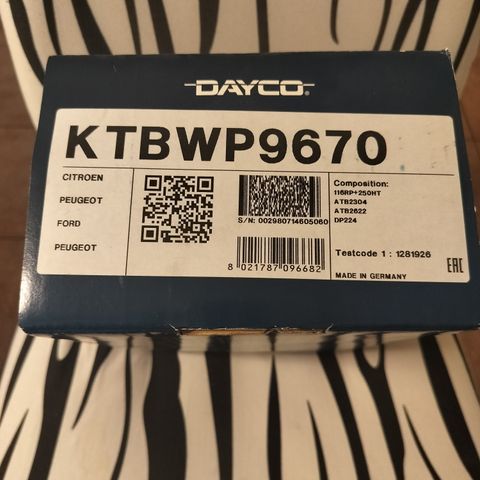 DAYCO
KTBWP9670
CITROEN
PEUGEOT
FORD
PEUGEOT
S/N: 002980714605060
8 021787 096682
Composition:
116RP+250HT
ATB2304
ATB2622
DP224
Testcode 1 : 1281926
MADE IN GERMANY
EAC